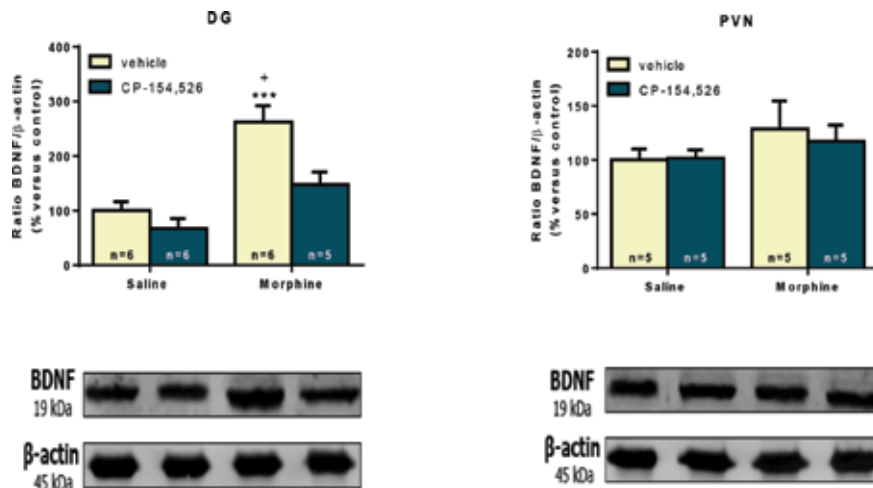 DG
Ratio BDNF/β-actin
(% versus control)
400
300
200
100
0
vehicle
CP-154,526
+
***
n=6
n=6
n=6
n=5
Saline
Morphine
BDNF
19 kDa
β-actin
45 kDa
PVN
Ratio BDNF/β-actin
(% versus control)
200
150
100
50
0
vehicle
CP-154,526
n=5
n=5
n=5
n=5
Saline
Morphine
BDNF
19 kDa
β-actin
45 kDa